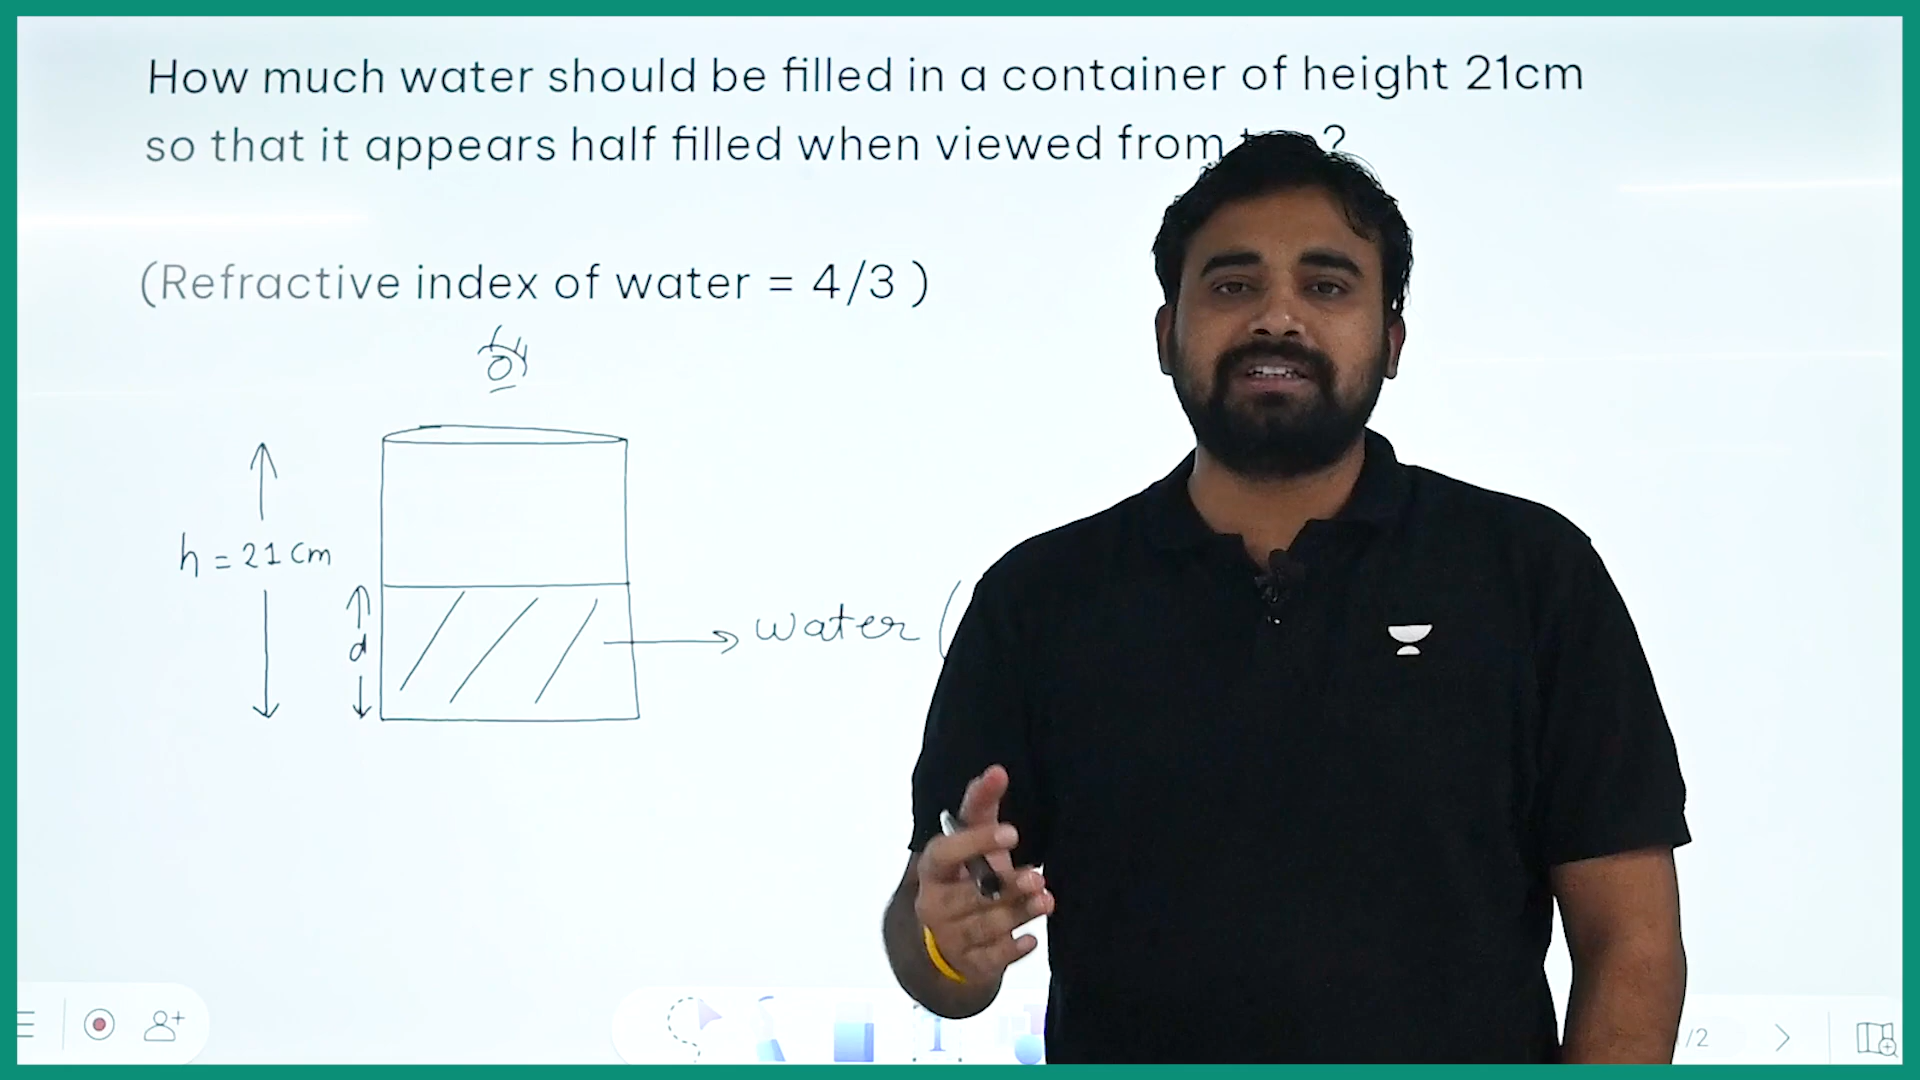 How much water should be filled in a container of height 21cm
so that it appears half filled when viewed from ?
(Refractive index of water = 4/3 )
h = 21 cm
d
water (
/2